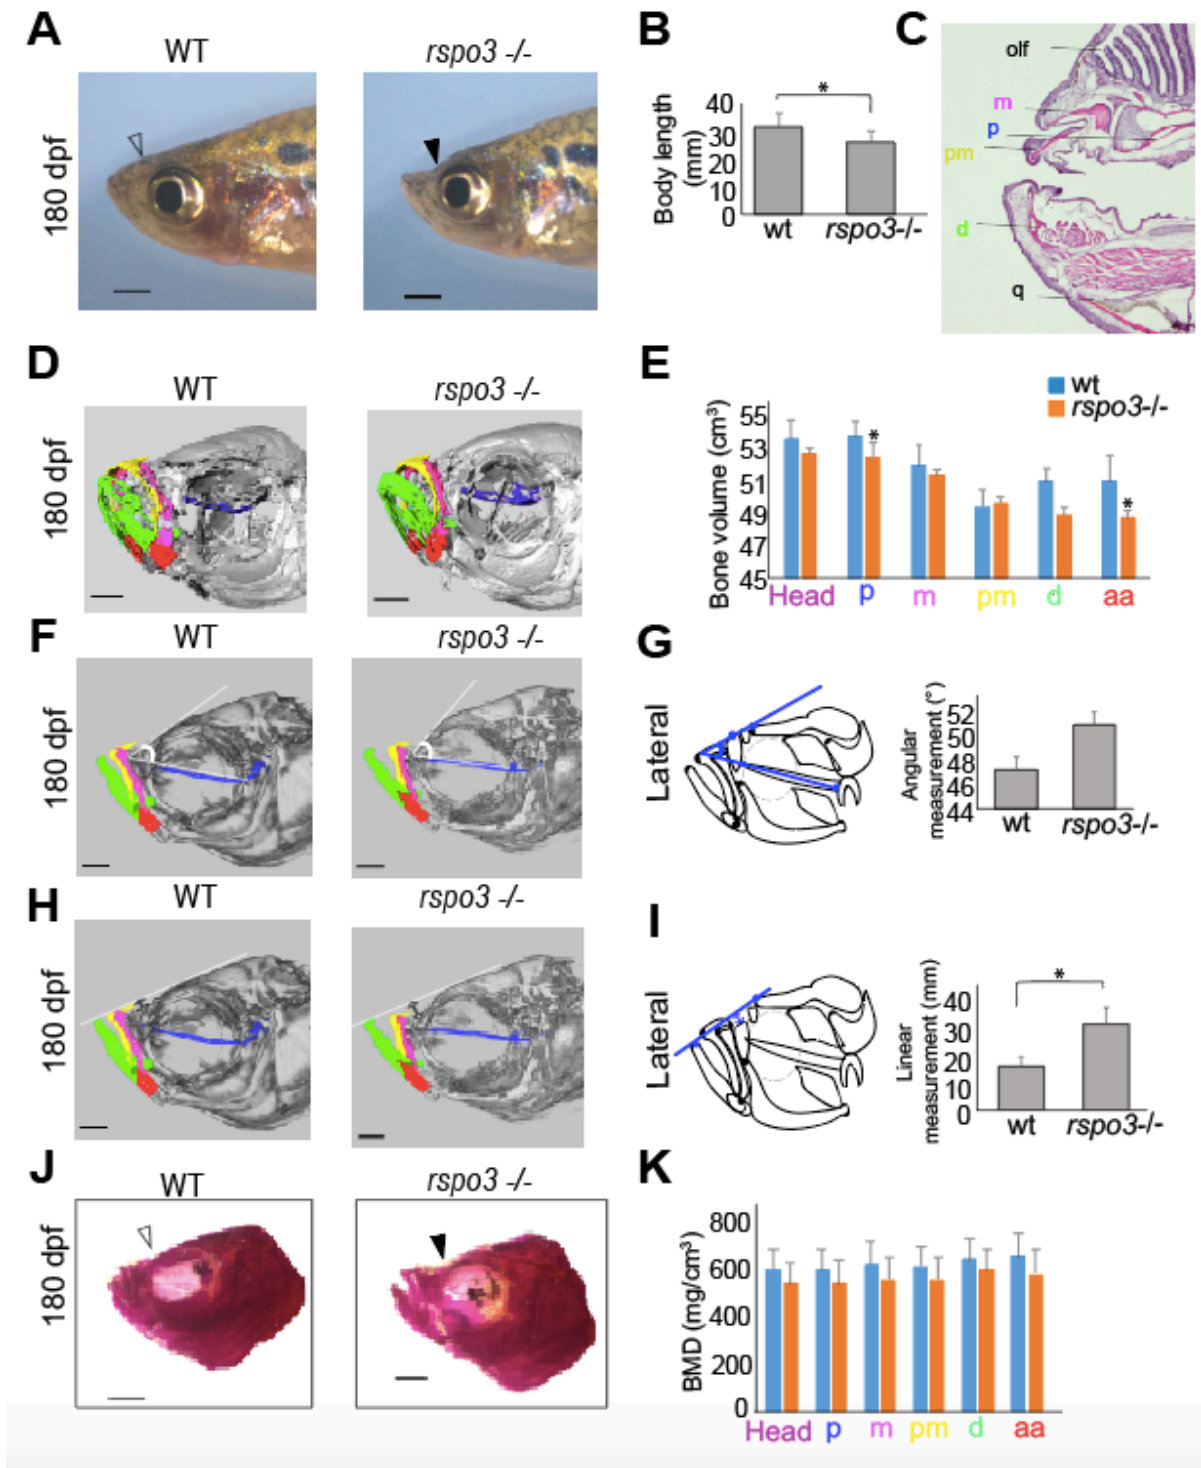 A
WT
rspo3 -/-
180 dpf
B
Body length
(mm)
40
30
20
10
0
*
wt
rspo3-/-
C
olf
m
p
pm
d
q
D
WT
rspo3 -/-
180 dpf
E
wt
rspo3-/-
Bone volume (cm³)
55
53
51
49
47
45
*
*
Head p m pm d aa
F
WT
rspo3 -/-
180 dpf
G
Lateral
Angular
measurement (°)
52
50
48
46
44
wt
rspo3-/-
H
WT
rspo3 -/-
180 dpf
I
Lateral
Linear
measurement (mm)
40
30
20
10
0
*
wt
rspo3-/-
J
WT
rspo3 -/-
180 dpf
K
BMD (mg/cm³)
800
600
400
200
0
Head p m pm d aa